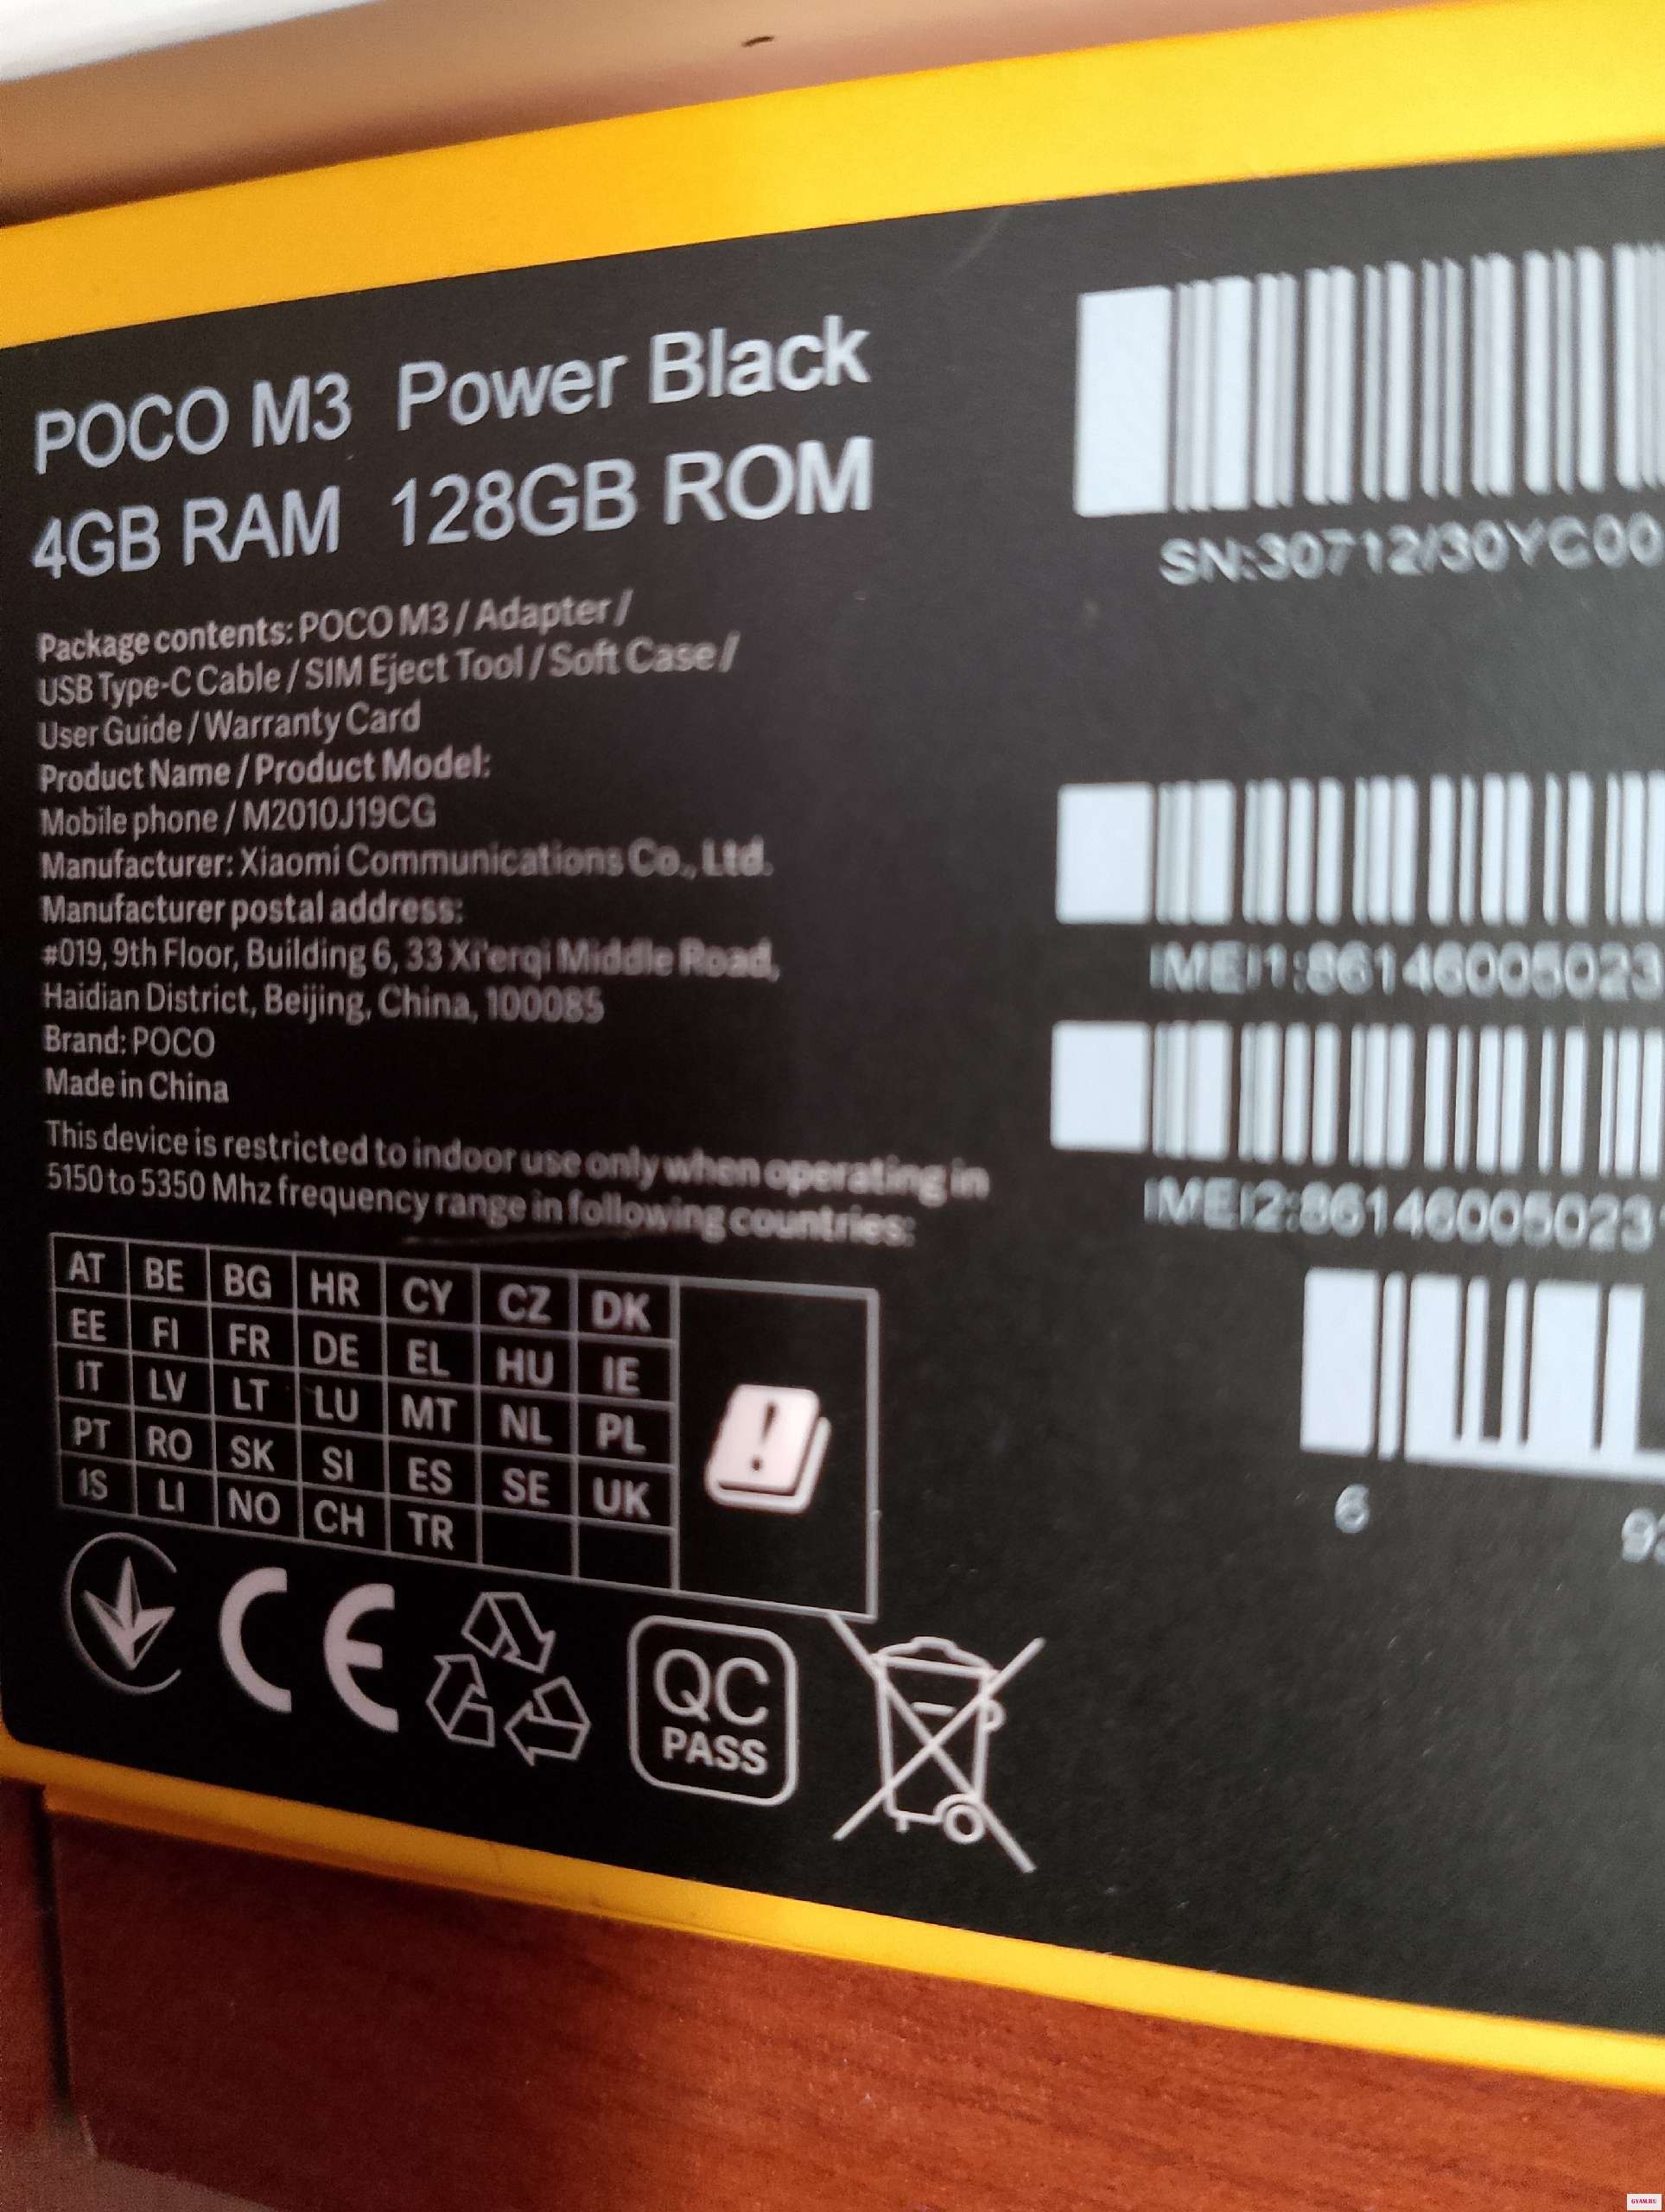 POCO M3 Power Black
4GB RAM 128GB ROM
Package contents: POCO M3 / Adapter /
USB Type-C Cable / SIM Eject Tool / Soft Case /
User Guide / Warranty Card
Product Name / Product Model:
Mobile phone / M2010J19CG
Manufacturer: Xiaomi Communications Co., Ltd.
Manufacturer postal address:
#019, 9th Floor, Building 6, 33 Xi'erqi Middle Road,
Haidian District, Beijing, China, 100085
Brand: POCO
Made in China
This device is restricted to indoor use only when operating in
5150 to 5350 Mhz frequency range in following countries:
AT BE BG HR CY CZ DK
EE FI FR DE EL HU IE
IT LV LT LU MT NL PL
PT RO SK SI ES SE UK
IS LI NO CH TR
CE
QC
PASS
SN:30712/30YC00
IMEI1:86146005023
IMEI2:86146005023
6 92
GYAM.RU